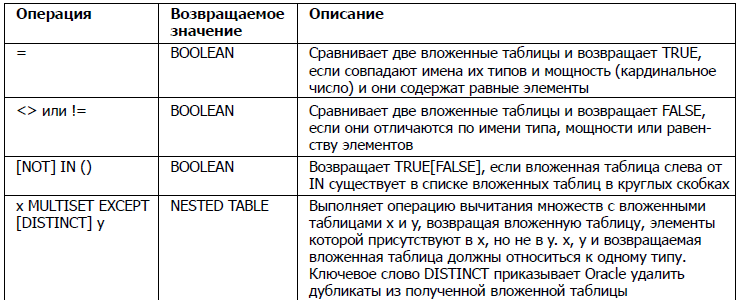 Операция Возвращаемое Описание
значение
= BOOLEAN Сравнивает две вложенные таблицы и возвращает TRUE,
если совпадают имена их типов и мощность (кардинальное
число) и они содержат равные элементы
<> или != BOOLEAN Сравнивает две вложенные таблицы и возвращает FALSE,
если они отличаются по имени типа, мощности или равен-
ству элементов
[NOT] IN () BOOLEAN Возвращает TRUE[FALSE], если вложенная таблица слева от
IN существует в списке вложенных таблиц в круглых скобках
x MULTISET EXCEPT NESTED TABLE Выполняет операцию вычитания множеств с вложенными
[DISTINCT] y таблицами x и y, возвращая вложенную таблицу, элементы
которой присутствуют в x, но не в y. x, y и возвращаемая
вложенная таблица должны относиться к одному типу.
Ключевое слово DISTINCT приказывает Oracle удалить
дубликаты из полученной вложенной таблицы